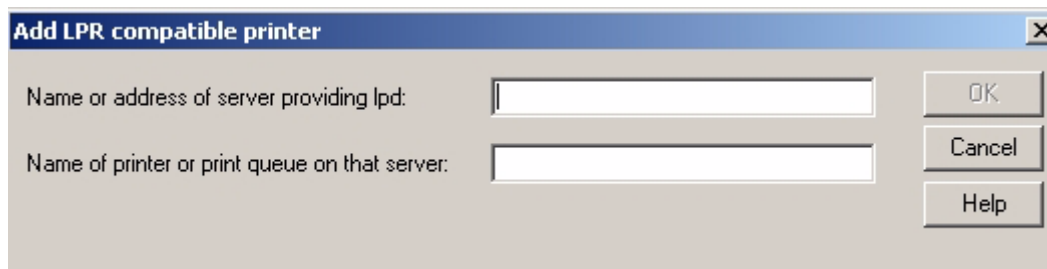 Add LPR compatible printer
Name or address of server providing lpd:
OK
Name of printer or print queue on that server:
Cancel
Help